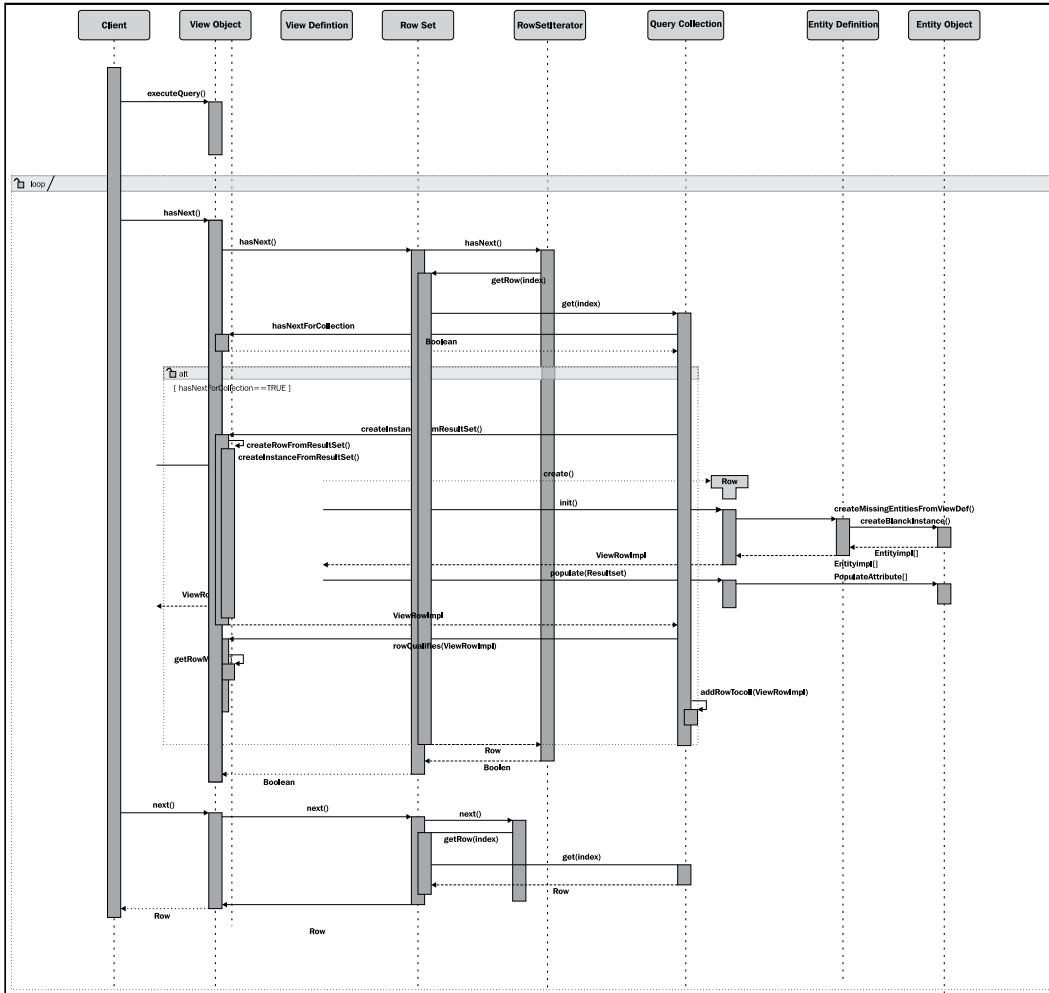 Client
View Object
View Defintion
Row Set
RowSetIterator
Query Collection
Entity Definition
Entity Object
executeQuery()
loop
hasNext()
hasNext()
hasNext()
getRow(index)
get(index)
hasNextForCollection
Boolean
alt
[ hasNextForCollection==TRUE ]
createInstanceFromResultSet()
createRowFromResultSet()
createInstanceFromResultSet()
create()
Row
init()
createMissingEntitiesFromViewDef()
createBlanckInstance()
ViewRowImpl
Entityimpl[]
Entityimpl[]
populate(Resultset)
PopulateAttribute[]
ViewRowImpl
rowQualifies(ViewRowImpl)
addRowTocoll(ViewRowImpl)
Row
Boolen
Boolean
next()
next()
next()
getRow(index)
get(index)
Row
Row
Row